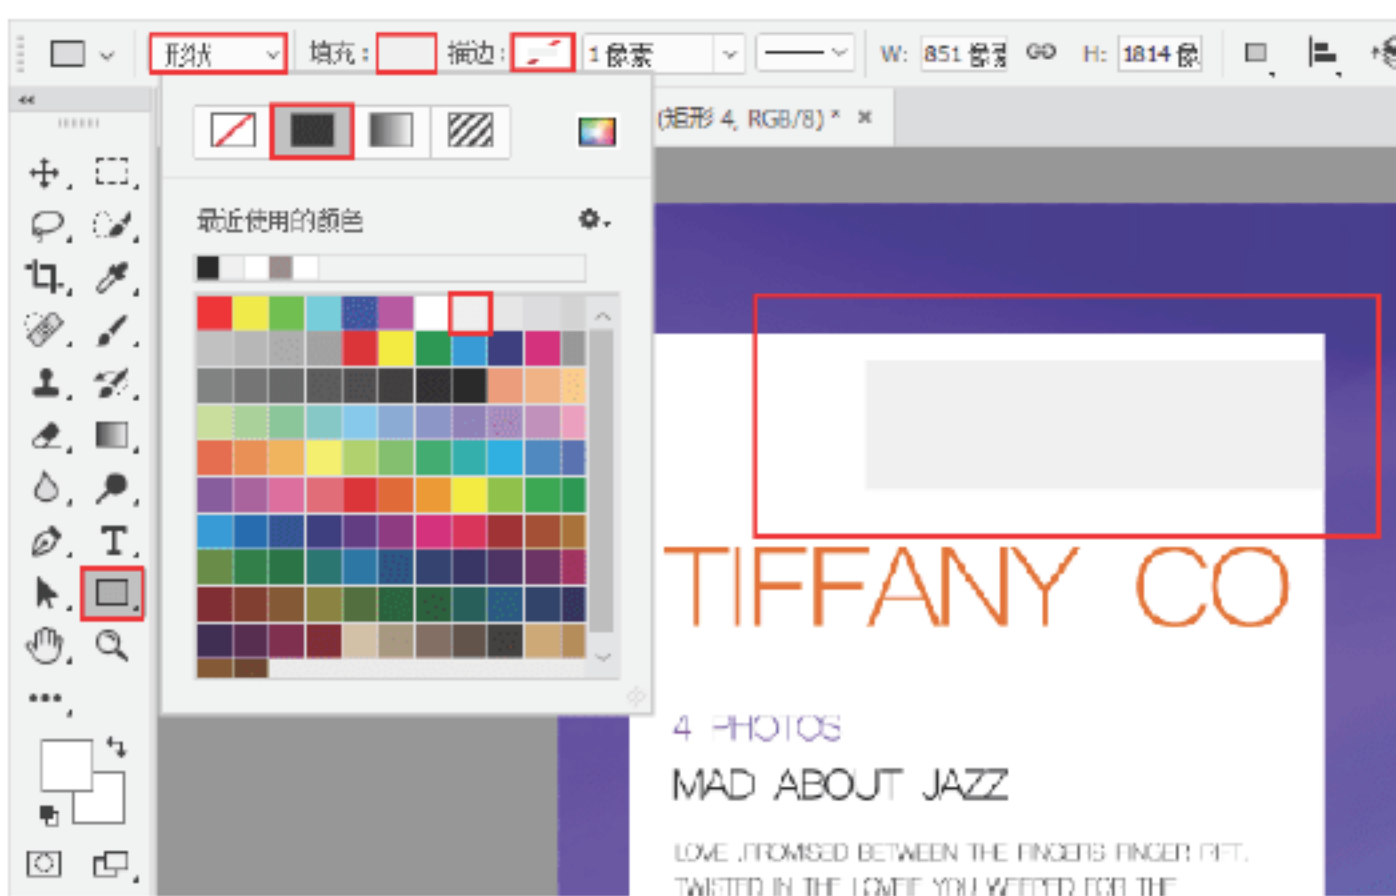 形状 填充： 描边： 1 像素 W: 851 像素 H: 1814 像
(矩形 4, RGB/8) * ×
最近使用的颜色
T
TIFFANY CO
4 PHOTOS
MAD ABOUT JAZZ
LOVE PROMISED BETWEEN THE FINGERS FINGER RIFT,
TWISTED IN THE LOVE YOU WEEPED FOR THE